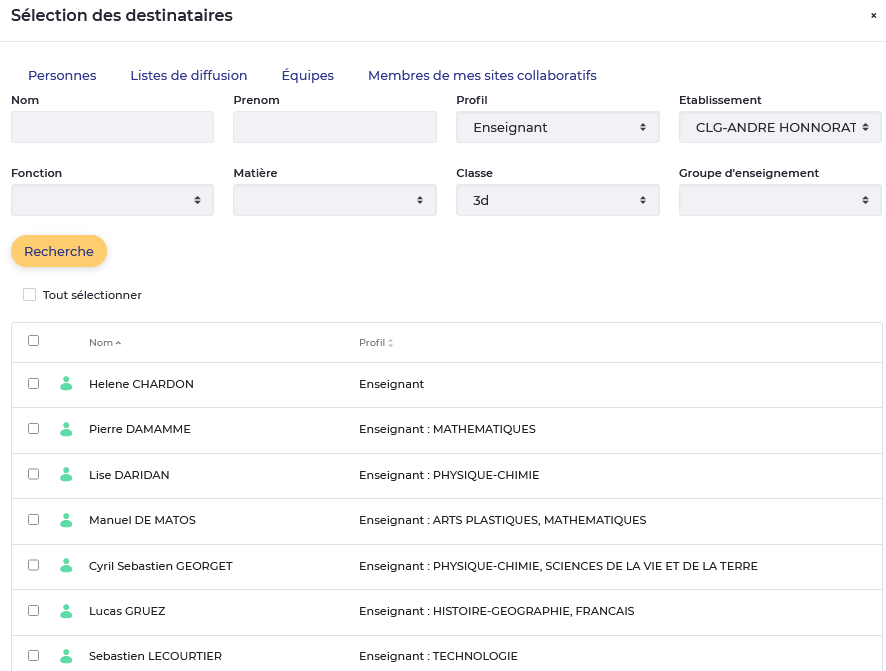 Sélection des destinataires ×
Personnes Listes de diffusion Équipes Membres de mes sites collaboratifs
Nom Prenom Profil Etablissement
Enseignant CLG-ANDRE HONNORAT
Fonction Matière Classe Groupe d'enseignement
3d
Recherche
Tout sélectionner
Nom Profil
Helene CHARDON Enseignant
Pierre DAMAMME Enseignant : MATHEMATIQUES
Lise DARIDAN Enseignant : PHYSIQUE-CHIMIE
Manuel DE MATOS Enseignant : ARTS PLASTIQUES, MATHEMATIQUES
Cyril Sebastien GEORGET Enseignant : PHYSIQUE-CHIMIE, SCIENCES DE LA VIE ET DE LA TERRE
Lucas GRUEZ Enseignant : HISTOIRE-GEOGRAPHIE, FRANCAIS
Sebastien LECOURTIER Enseignant : TECHNOLOGIE